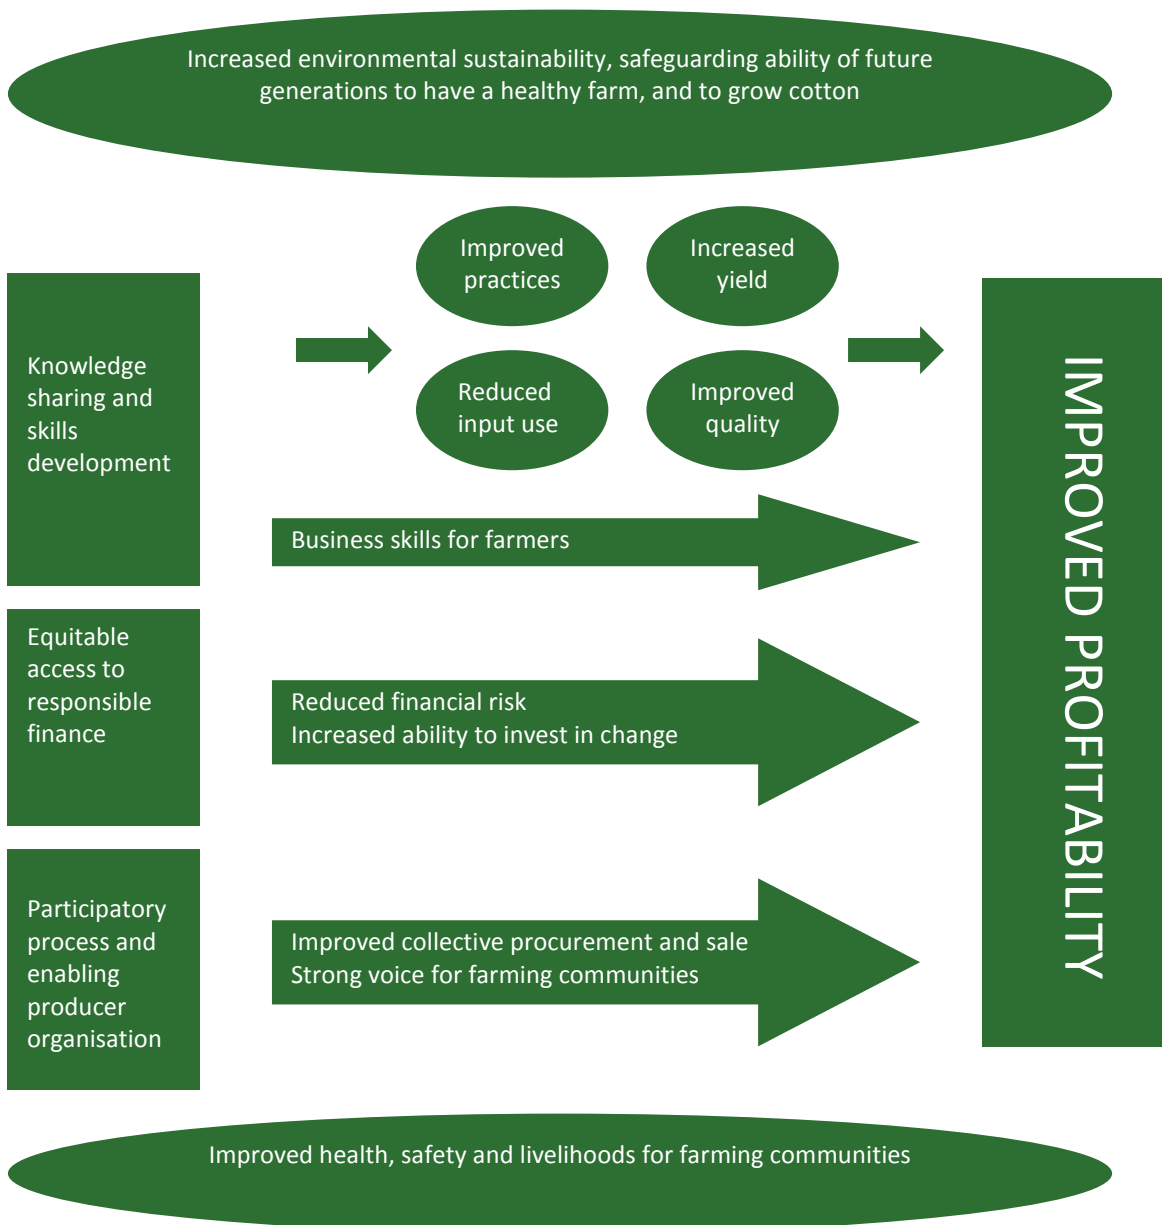 Increased environmental sustainability, safeguarding ability of future
generations to have a healthy farm, and to grow cotton
Improved
practices
Increased
yield
Knowledge
sharing and
skills
development
Reduced
input use
Improved
quality
Business skills for farmers
Equitable
access to
responsible
finance
Reduced financial risk
Increased ability to invest in change
Participatory
process and
enabling
producer
organisation
Improved collective procurement and sale
Strong voice for farming communities
IMPROVED PROFITABILITY
Improved health, safety and livelihoods for farming communities